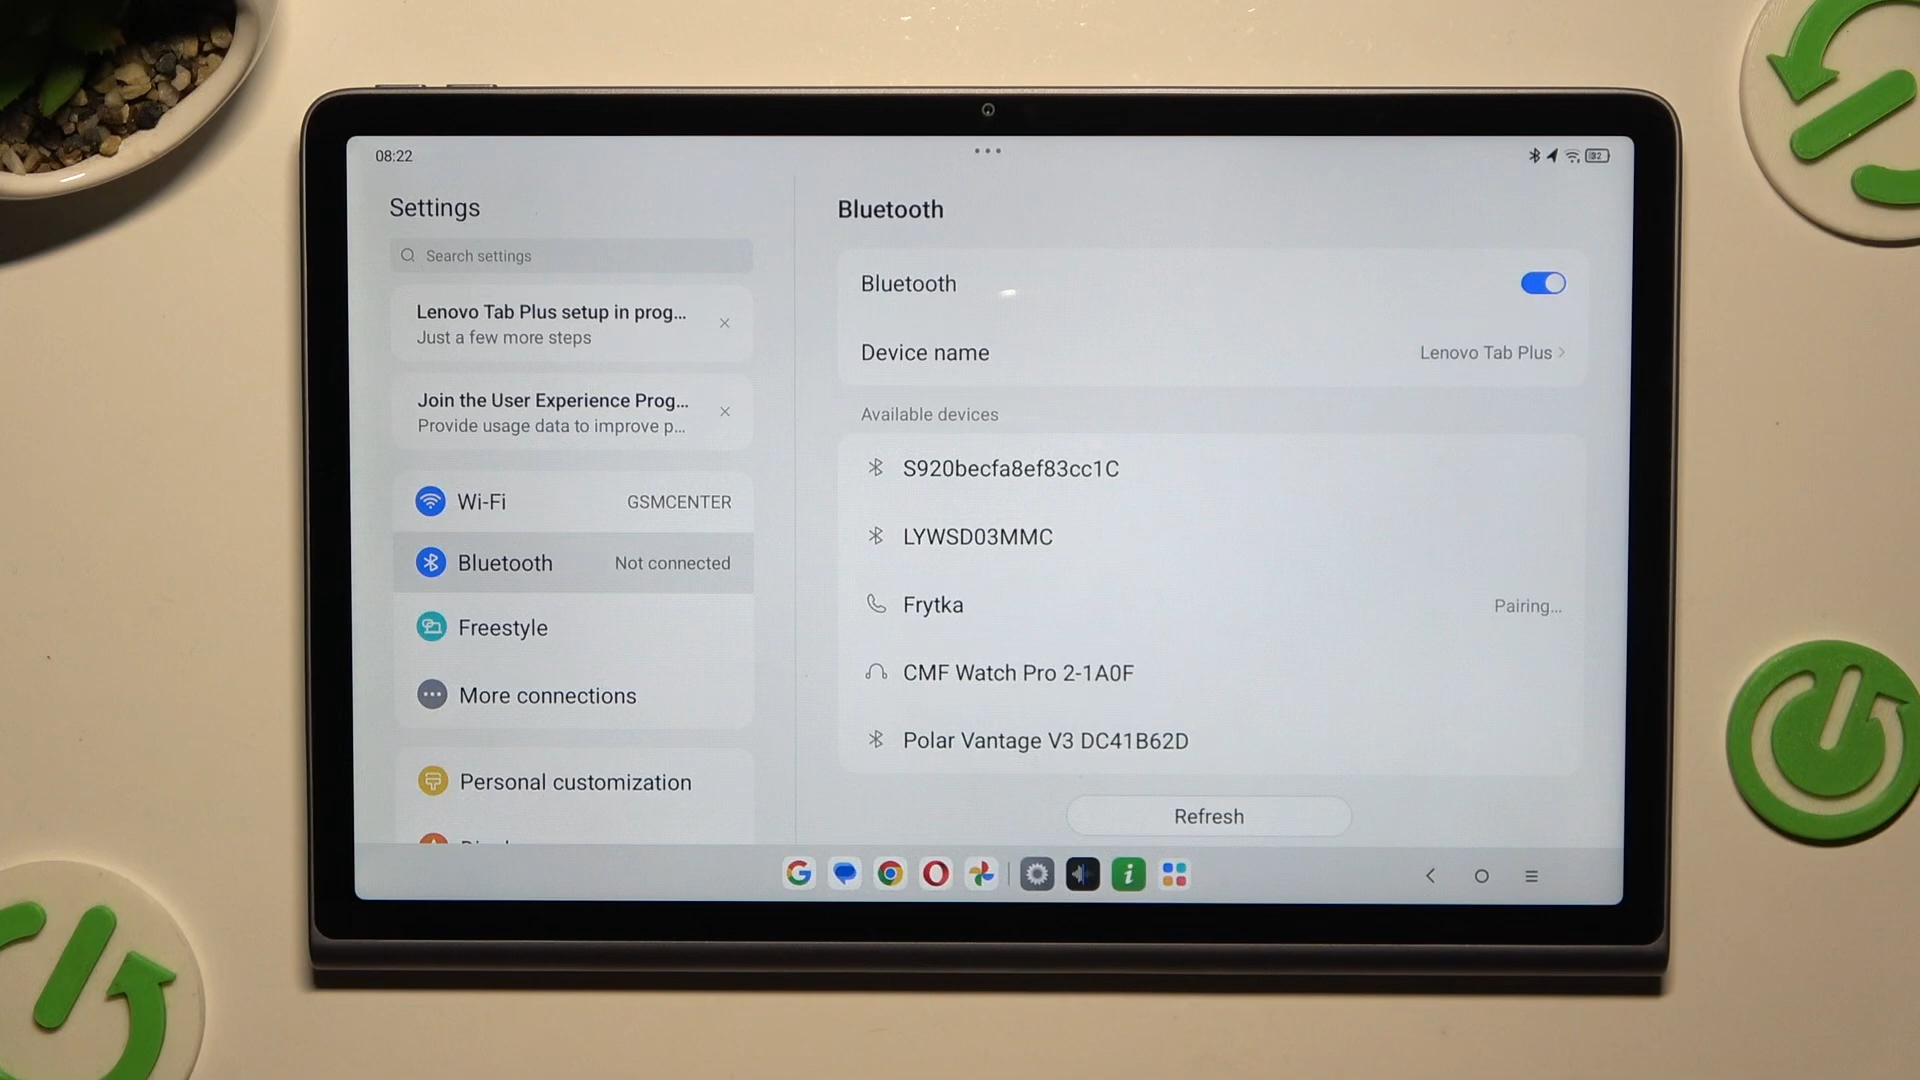 08:22
32
Settings
Search settings
Lenovo Tab Plus setup in prog...
Just a few more steps
Join the User Experience Prog...
Provide usage data to improve p...
Wi-Fi GSMCENTER
Bluetooth Not connected
Freestyle
More connections
Personal customization
Bluetooth
Bluetooth
Device name Lenovo Tab Plus
Available devices
S920becfa8ef83cc1C
LYWSD03MMC
Frytka Pairing...
CMF Watch Pro 2-1A0F
Polar Vantage V3 DC41B62D
Refresh